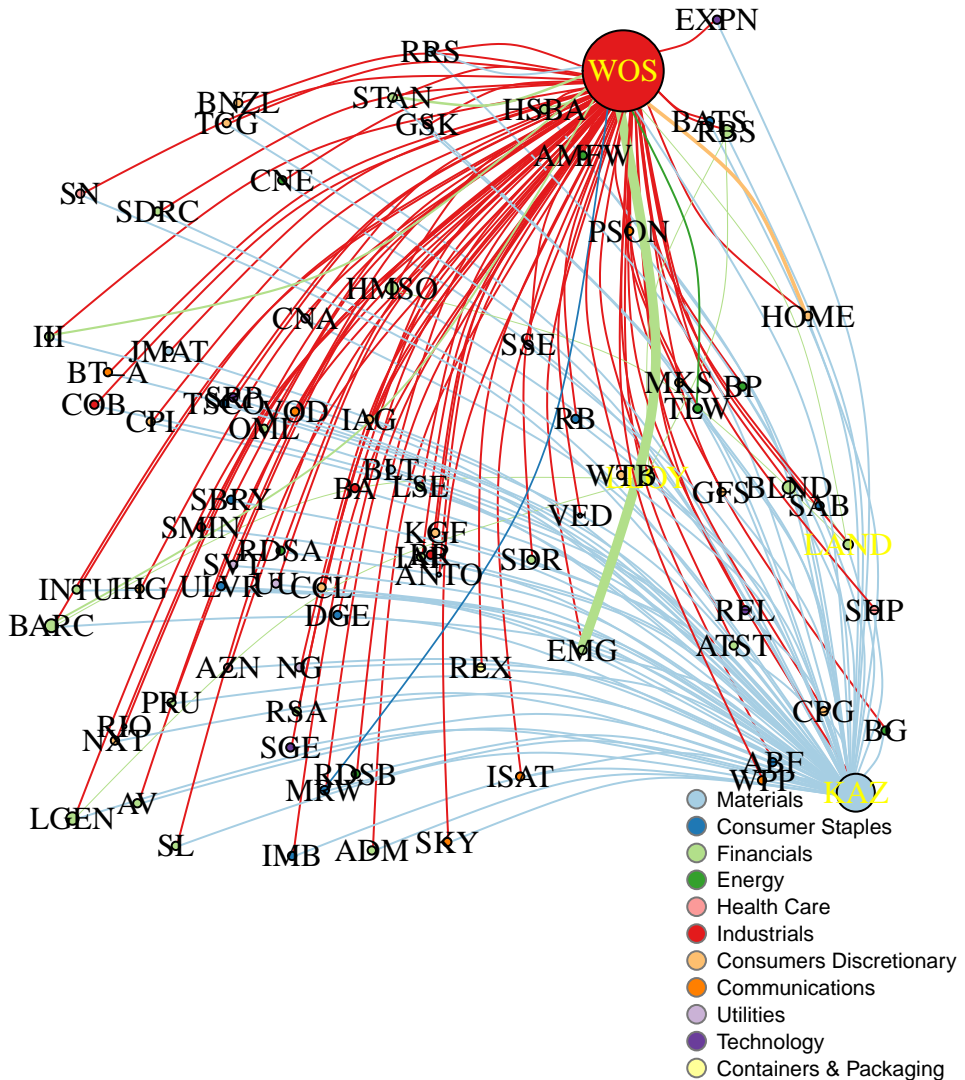 EXPN
RRS
WOS
STAN
BNZL
HSBA
TCG
GSK
BATS
RBS
AMFW
CNE
SN
SDRC
PSON
HMSO
CNA
HOME
III
SSE
JMAT
BT-A
MKS
BP
COB
SRP
TSCO
VOD
TLW
CPI
OML
IAG
RB
BLT
WTB
BA
LSE
GFS
BLND
SBRY
SAB
VED
SMIN
KGF
LAND
RDSA
SVT
SDR
ANTO
INTU
IHG
ULVR
UU
CCL
DGE
REL
SHP
BARC
EMG
ATST
AZN
NG
REX
PRU
RSA
CPG
RIO
NXT
BG
SGE
ABF
RDSB
ISAT
WPP
MRW
KAZ
AV
LGEN
SL
IMB
ADM
SKY
Materials
Consumer Staples
Financials
Energy
Health Care
Industrials
Consumers Discretionary
Communications
Utilities
Technology
Containers & Packaging